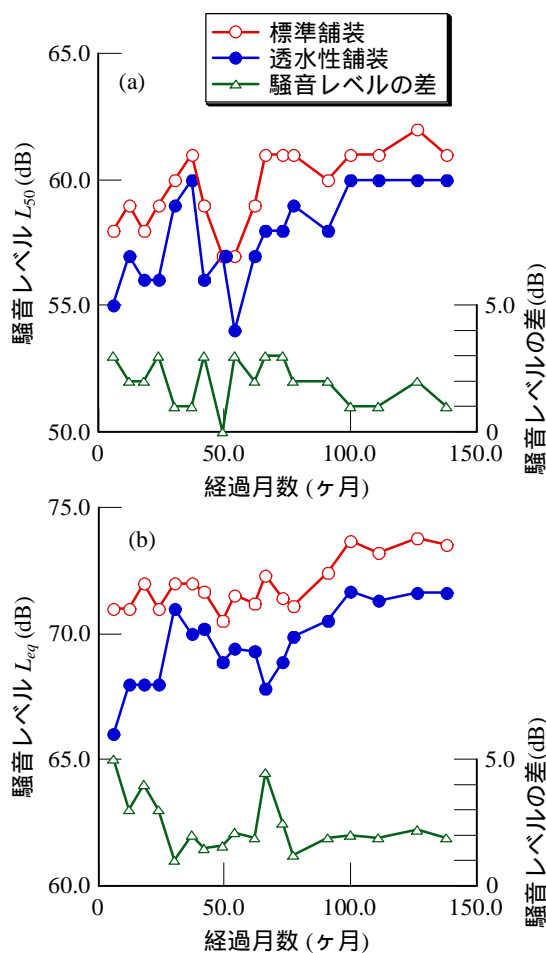 標準舗装
透水性舗装
騒音レベルの差
(a)
65.0
60.0
55.0
50.0
騒音レベル L50 (dB)
5.0
0
騒音レベルの差(dB)
0 50.0 100.0 150.0
経過月数 (ヶ月)
(b)
75.0
70.0
65.0
60.0
騒音レベル Leq (dB)
5.0
0
騒音レベルの差(dB)
0 50.0 100.0 150.0
経過月数 (ヶ月)